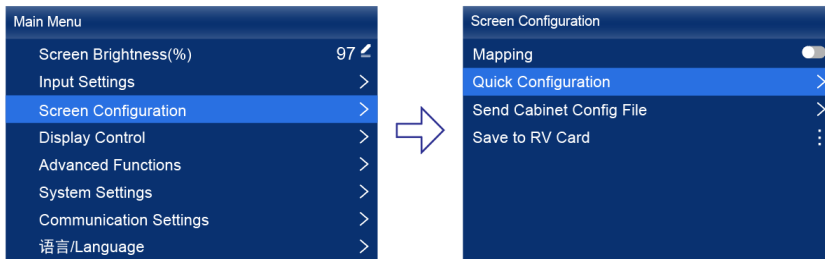 Main Menu
Screen Brightness(%) 97
Input Settings
Screen Configuration
Display Control
Advanced Functions
System Settings
Communication Settings
语言/Language
Screen Configuration
Mapping
Quick Configuration
Send Cabinet Config File
Save to RV Card